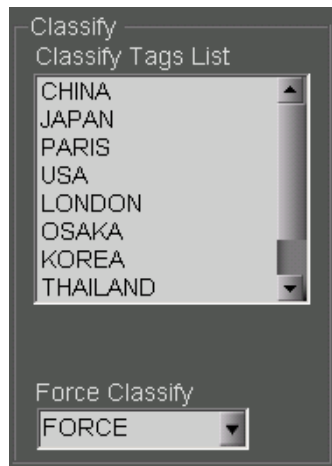 Classify
Classify Tags List
CHINA
JAPAN
PARIS
USA
LONDON
OSAKA
KOREA
THAILAND
Force Classify
FORCE